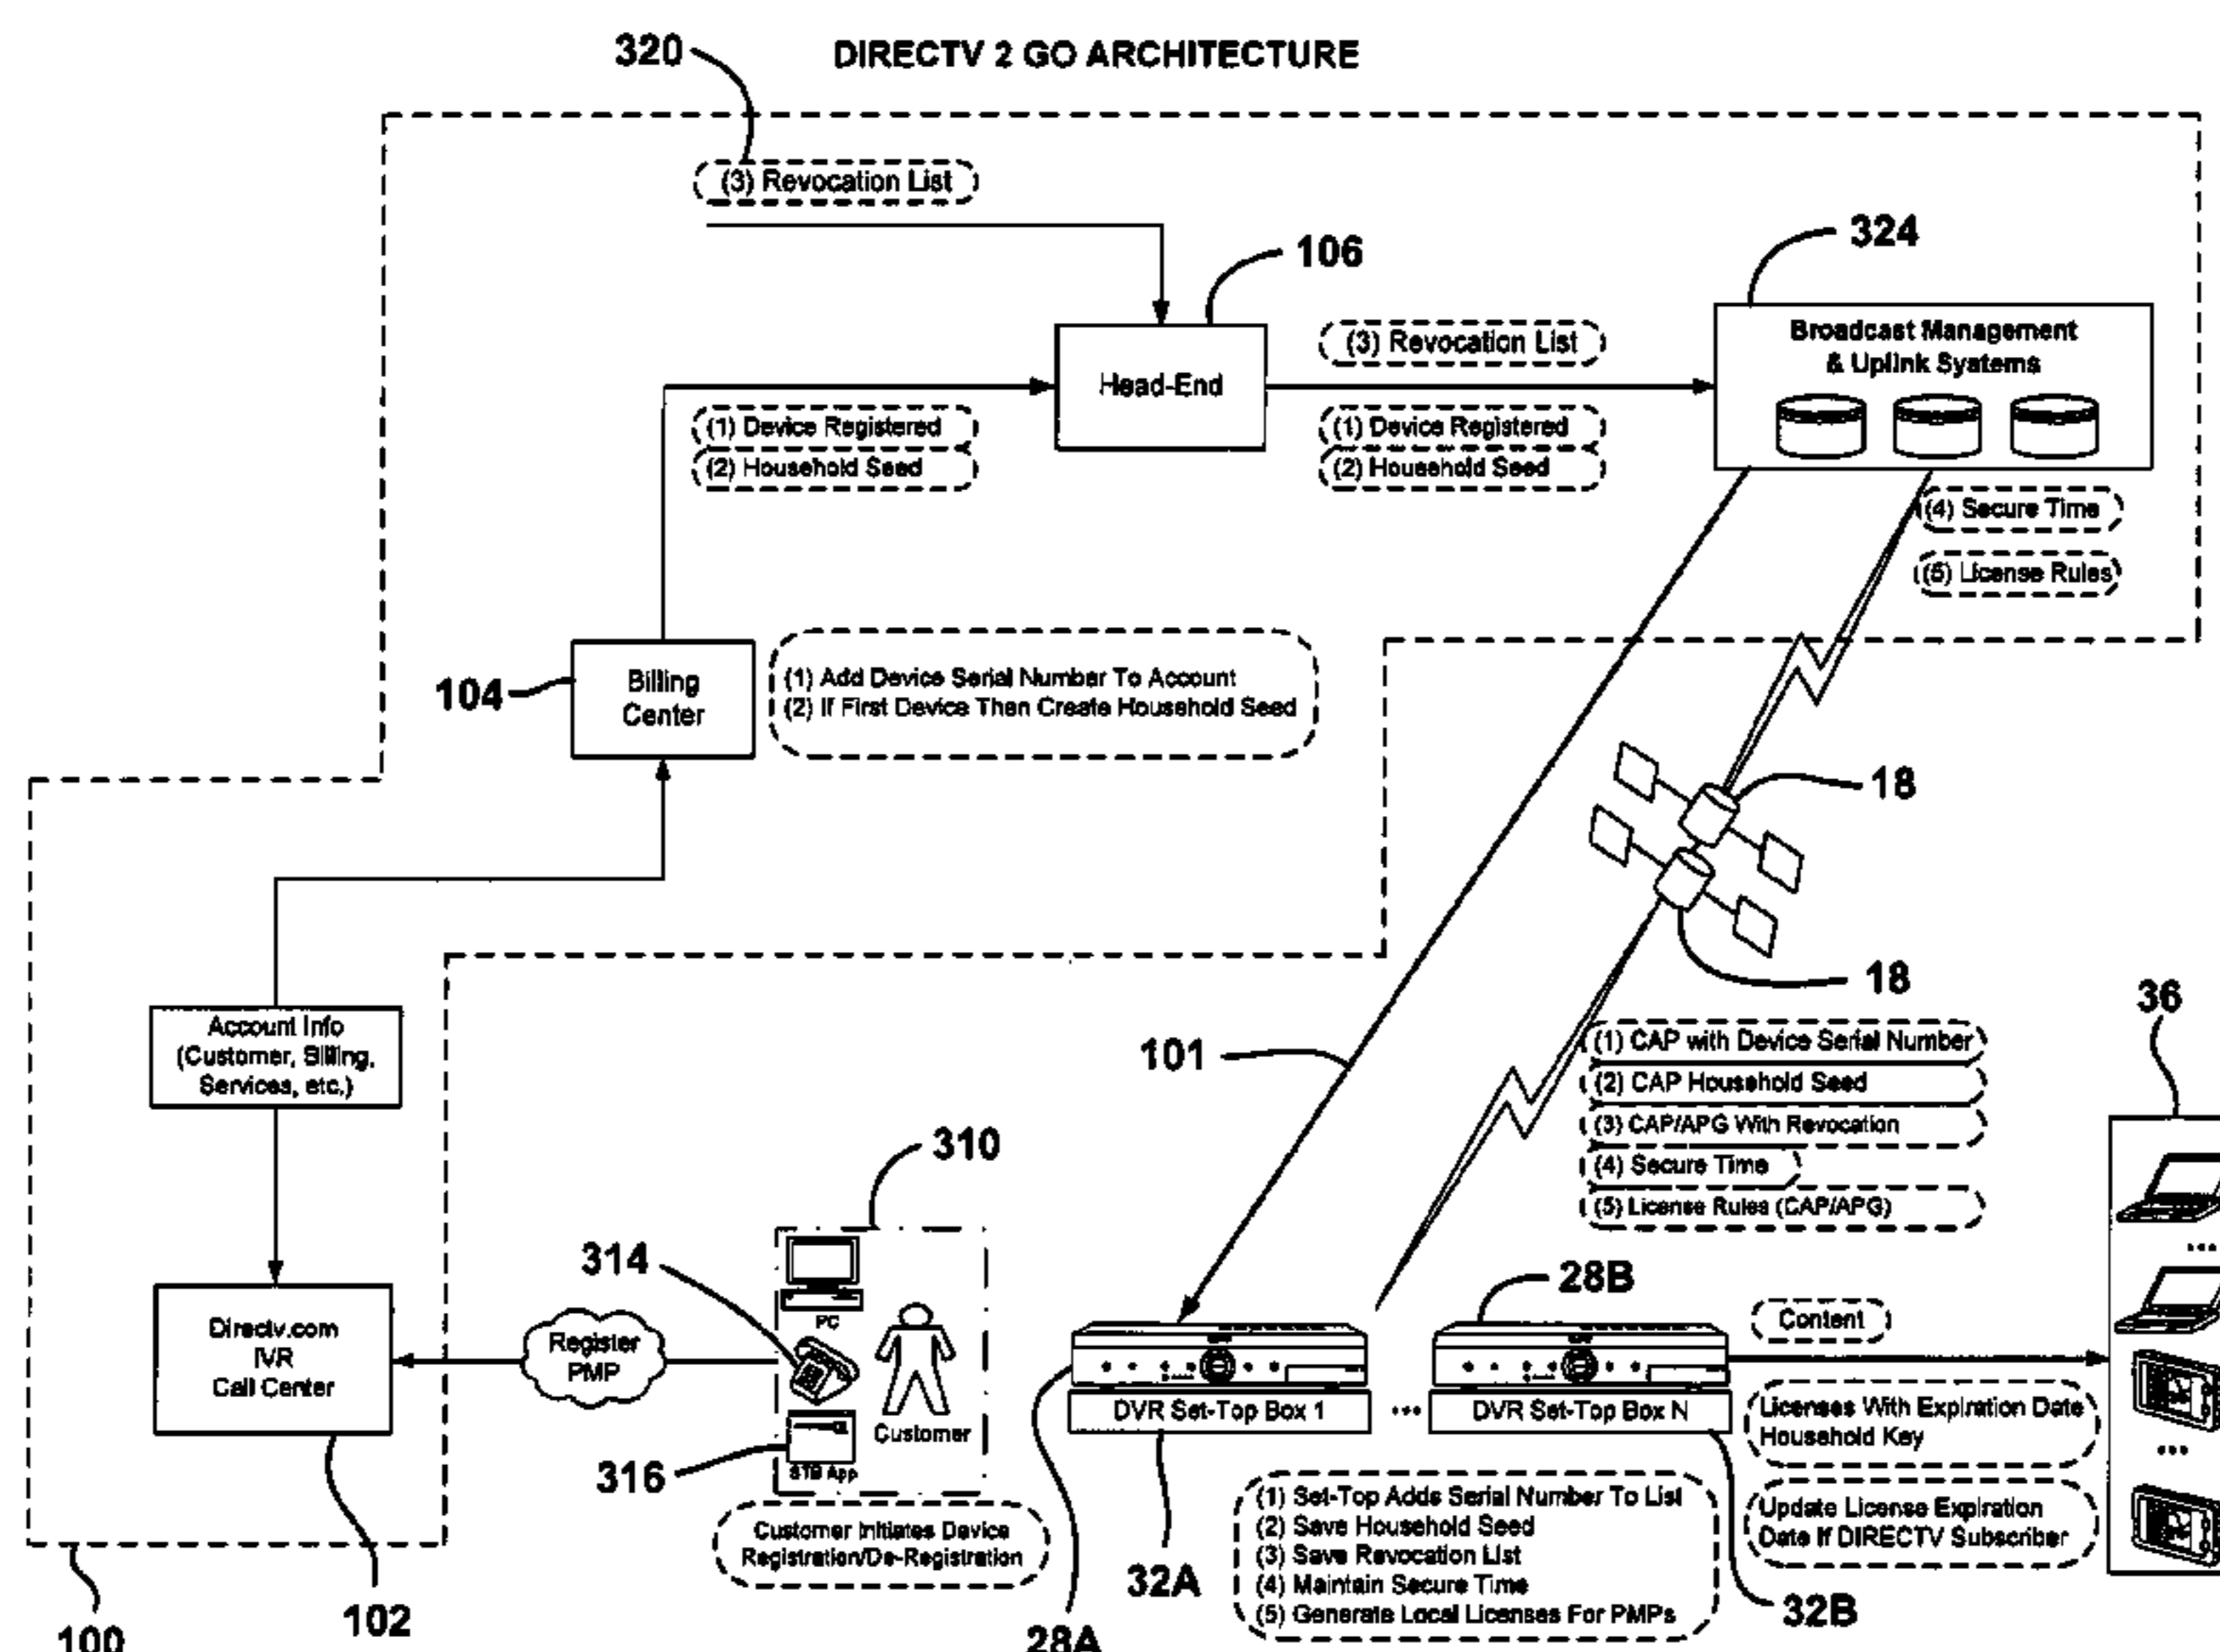 320
DIRECTV 2 GO ARCHITECTURE
(3) Revocation List
106
324
Head-End
(3) Revocation List
Broadcast Management
& Uplink Systems
(1) Device Registered
(2) Household Seed
(1) Device Registered
(2) Household Seed
(4) Secure Time
(5) License Rules
104
Billing
Center
(1) Add Device Serial Number To Account
(2) If First Device Then Create Household Seed
18
18
36
Account Info
(Customer, Billing,
Services, etc.)
101
(1) CAP with Device Serial Number
(2) CAP Household Seed
(3) CAP/APG With Revocation
(4) Secure Time
(5) License Rules (CAP/APG)
310
314
28B
Directv.com
IVR
Call Center
Register
PMP
PC
Customer
STB App
316
Content
DVR Set-Top Box 1
...
DVR Set-Top Box N
...
...
Licenses With Expiration Date
Household Key
Update License Expiration
Date If DIRECTV Subscriber
Customer Initiates Device
Registration/De-Registration
(1) Set-Top Adds Serial Number To List
(2) Save Household Seed
(3) Save Revocation List
(4) Maintain Secure Time
(5) Generate Local Licenses For PMPs
32A
32B
100
102
28A